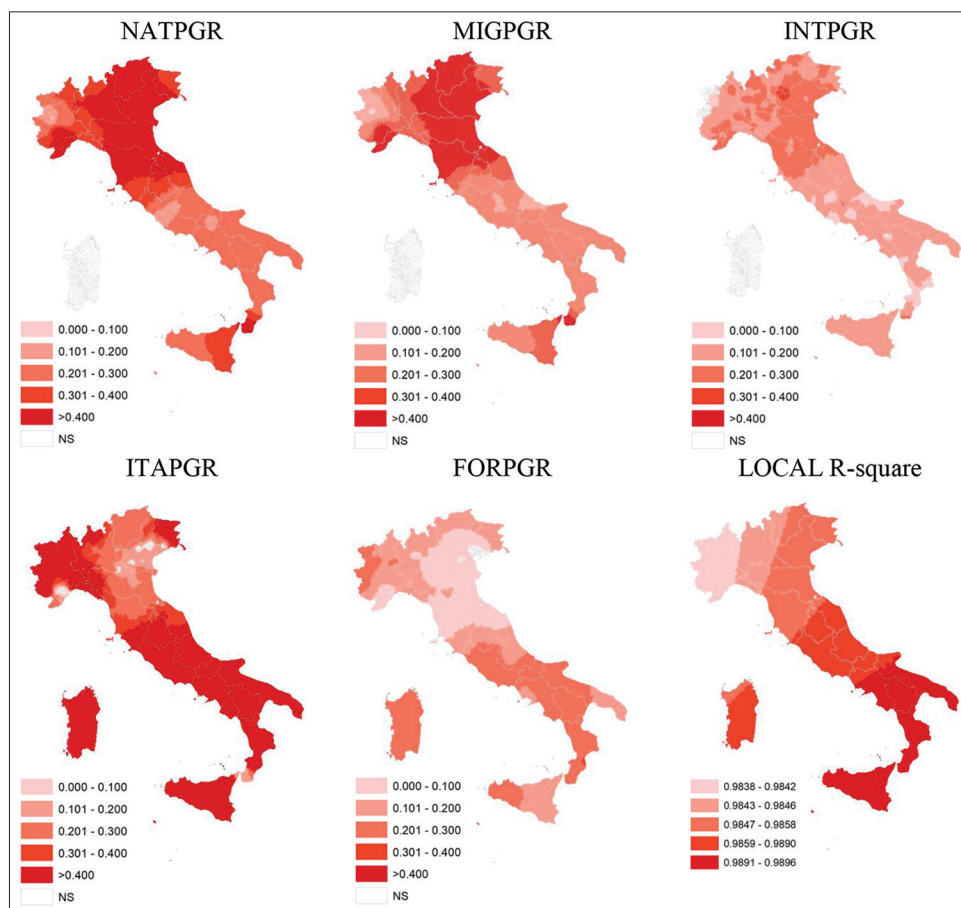 NATPGR
MIGPGR
INTPGR
0.000 - 0.100
0.101 - 0.200
0.201 - 0.300
0.301 - 0.400
>0.400
NS
0.000 - 0.100
0.101 - 0.200
0.201 - 0.300
0.301 - 0.400
>0.400
NS
0.000 - 0.100
0.101 - 0.200
0.201 - 0.300
0.301 - 0.400
>0.400
NS
ITAPGR
FORPGR
LOCAL R-square
0.000 - 0.100
0.101 - 0.200
0.201 - 0.300
0.301 - 0.400
>0.400
NS
0.000 - 0.100
0.101 - 0.200
0.201 - 0.300
0.301 - 0.400
>0.400
NS
0.9838 - 0.9842
0.9843 - 0.9846
0.9847 - 0.9858
0.9859 - 0.9890
0.9891 - 0.9896